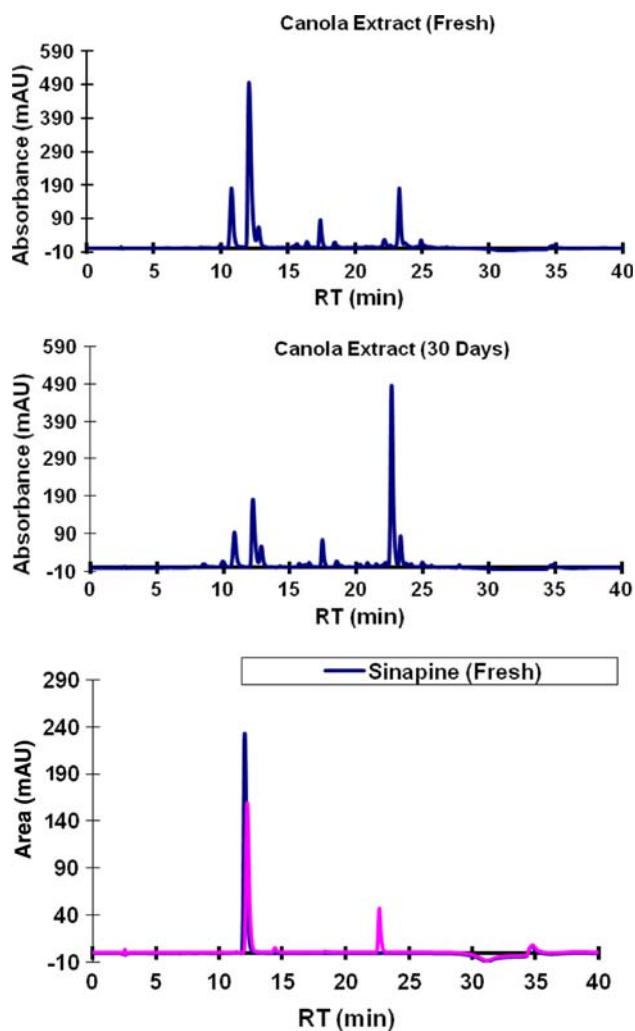 Canola Extract (Fresh)
590
490
390
290
190
90
-10
Absorbance (mAU)
0 5 10 15 20 25 30 35 40
RT (min)
Canola Extract (30 Days)
590
490
390
290
190
90
-10
Absorbance (mAU)
0 5 10 15 20 25 30 35 40
RT (min)
Sinapine (Fresh)
290
240
190
140
90
40
-10
Area (mAU)
0 5 10 15 20 25 30 35 40
RT (min)